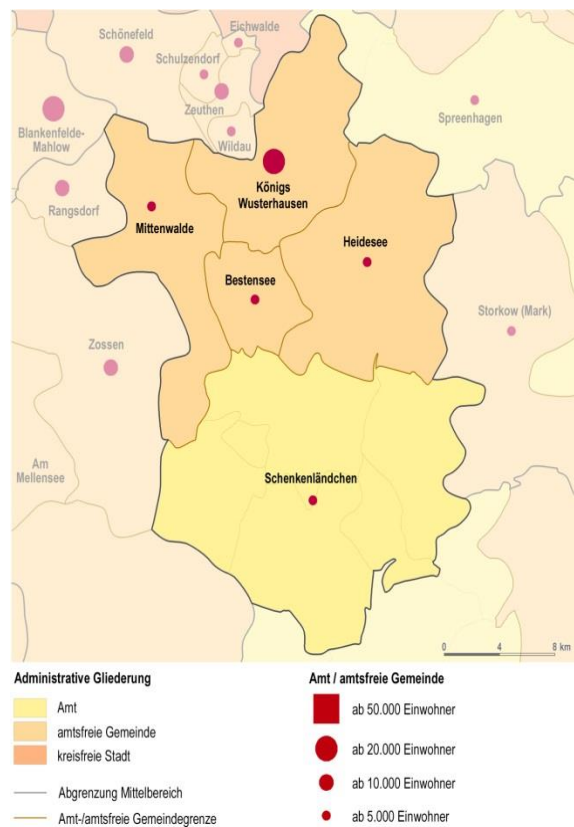 Eichwalde
Schönefeld
Schulzendorf
Zeuthen
Blankenfelde-
Mahlow
Wildau
Spreenhagen
Rangsdorf
Königs
Wusterhausen
Mittenwalde
Heidesee
Bestensee
Storkow (Mark)
Zossen
Am
Mellensee
Schenkenländchen
0 4 8 km
Administrative Gliederung
Amt
amtsfreie Gemeinde
kreisfreie Stadt
Abgrenzung Mittelbereich
Amt-/amtsfreie Gemeindegrenze
Amt / amtsfreie Gemeinde
ab 50.000 Einwohner
ab 20.000 Einwohner
ab 10.000 Einwohner
ab 5.000 Einwohner